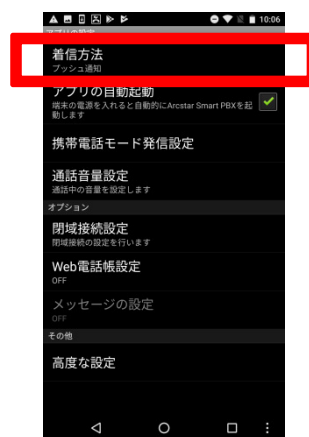 10:06
アプリの設定
着信方法
プッシュ通知
アプリの自動起動
端末の電源を入れると自動的にArcstar Smart PBXを起
動します
携帯電話モード発信設定
通話音量設定
通話中の音量を設定します
オプション
閉域接続設定
閉域接続の設定を行います
Web電話帳設定
OFF
メッセージの設定
OFF
その他
高度な設定